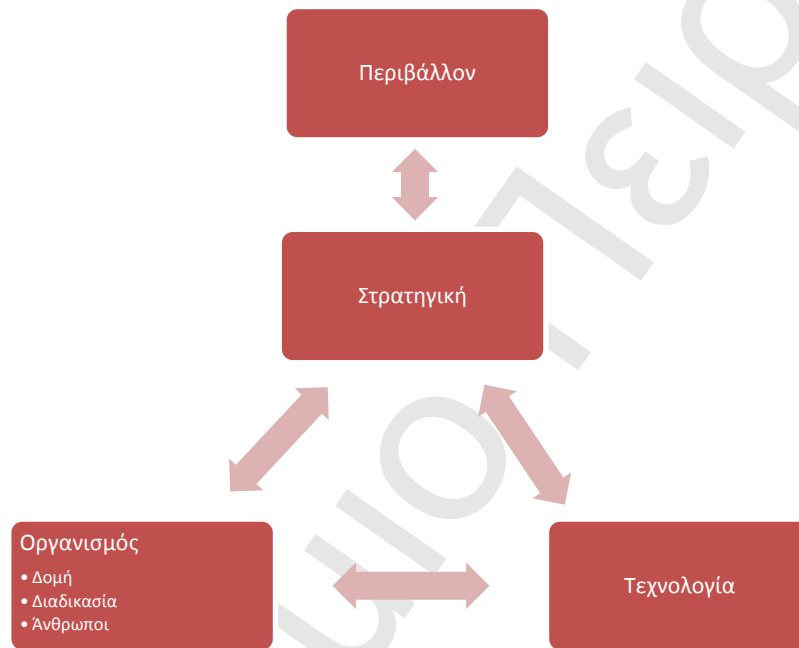 Περιβάλλον
Στρατηγική
Οργανισμός
• Δομή
• Διαδικασία
• Άνθρωποι
Τεχνολογία